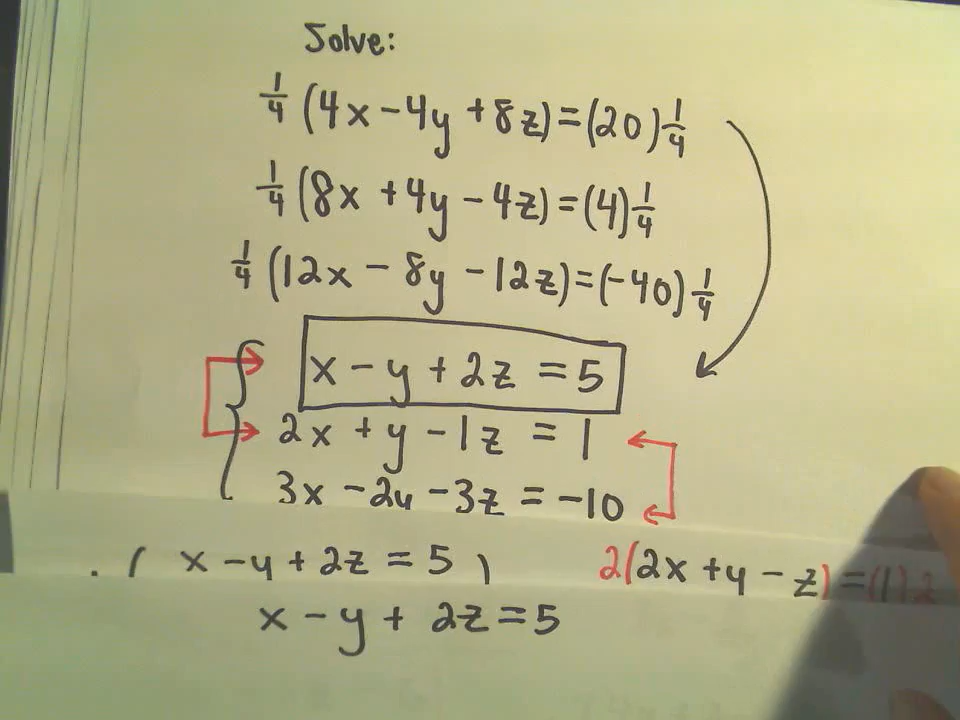 Solve:
1/4 (4x - 4y + 8z) = (20) 1/4
1/4 (8x + 4y - 4z) = (4) 1/4
1/4 (12x - 8y - 12z) = (-40) 1/4
x - y + 2z = 5
2x + y - 1z = 1
3x - 2y - 3z = -10
( x - y + 2z = 5 )
2(2x + y - z) = (1) 2
x - y + 2z = 5